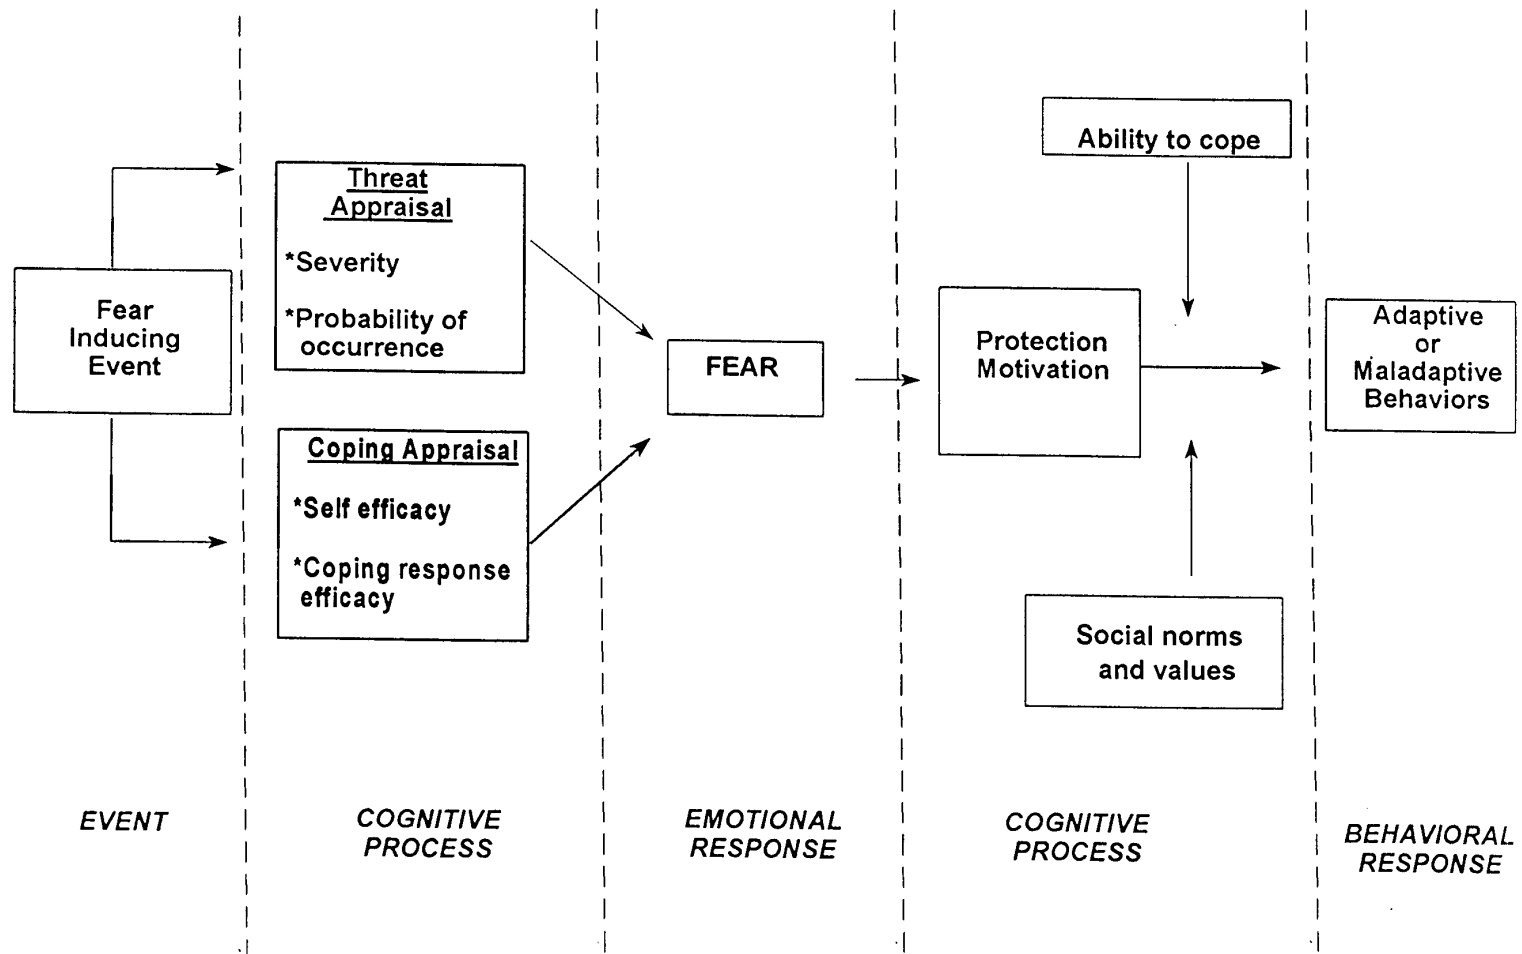 Fear
Inducing
Event
Threat
Appraisal
*Severity
*Probability of
occurrence
Coping Appraisal
*Self efficacy
*Coping response
efficacy
FEAR
Ability to cope
Protection
Motivation
Social norms
and values
Adaptive
or
Maladaptive
Behaviors
EVENT
COGNITIVE
PROCESS
EMOTIONAL
RESPONSE
COGNITIVE
PROCESS
BEHAVIORAL
RESPONSE